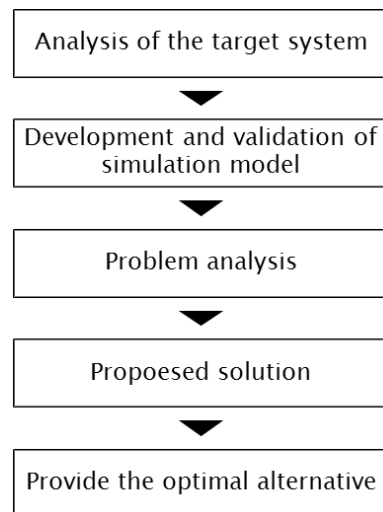 Analysis of the target system
Development and validation of
simulation model
Problem analysis
Propoesed solution
Provide the optimal alternative